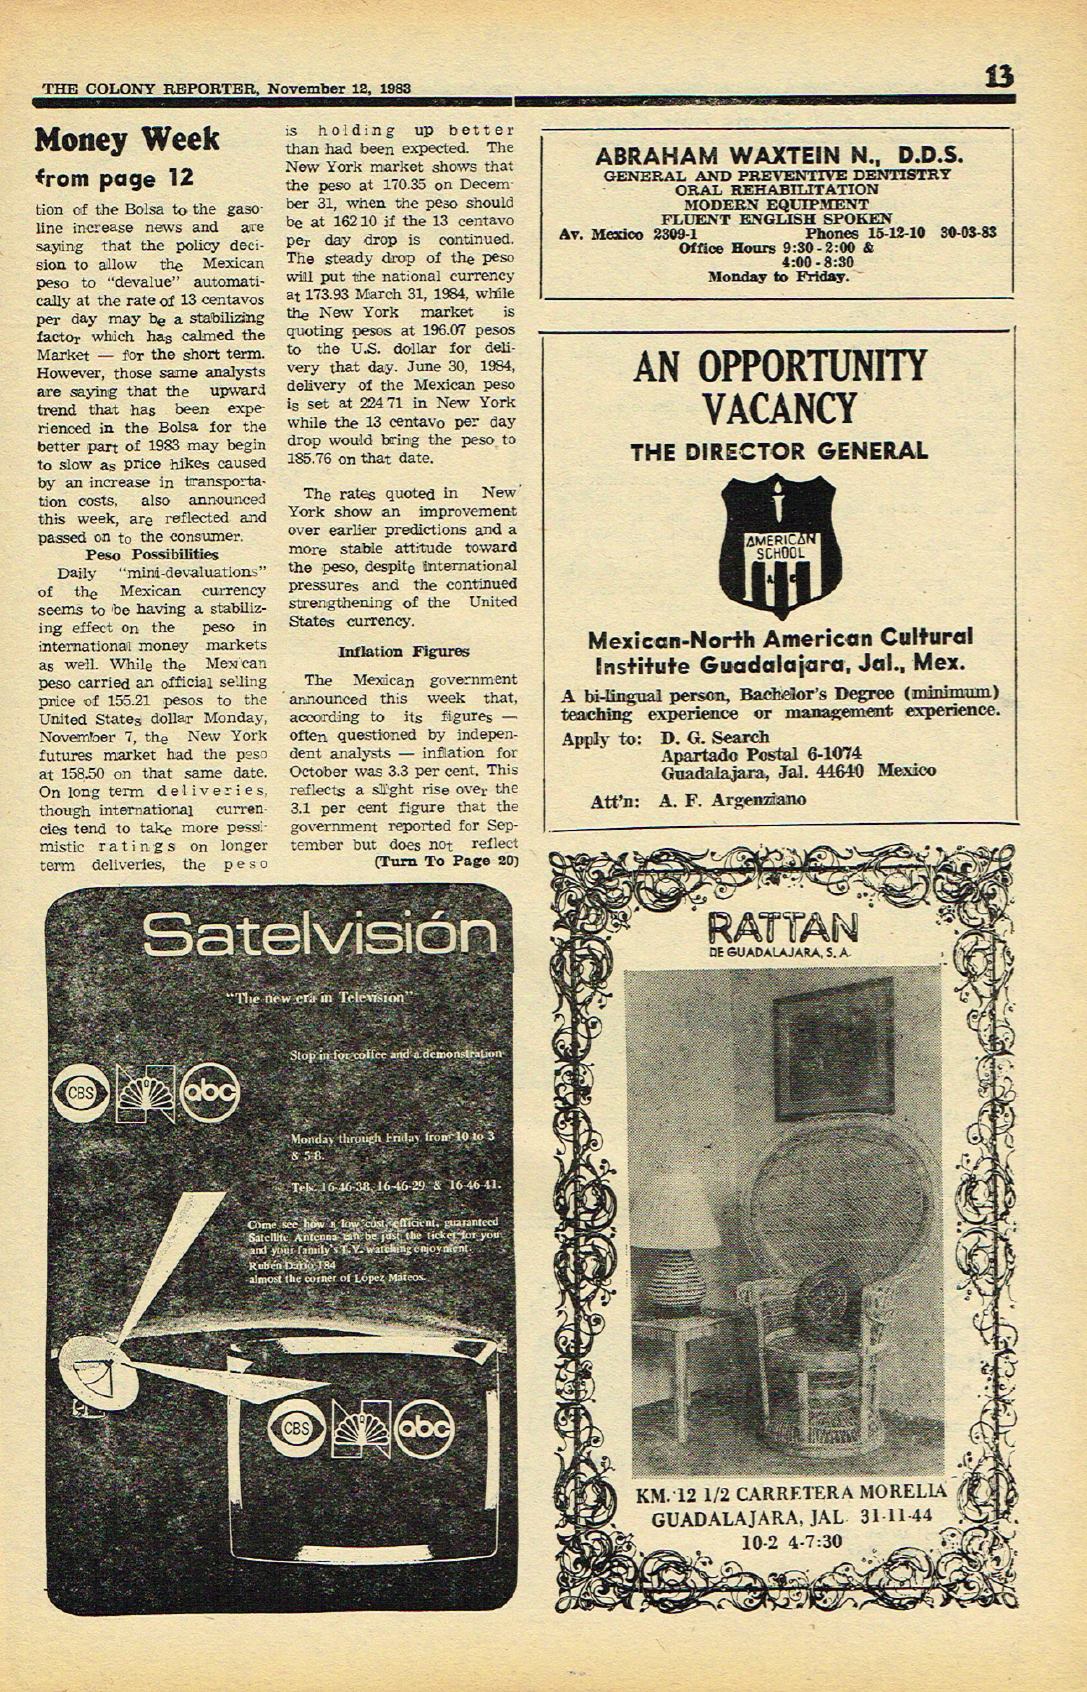 THE COLONY REPORTER, November 12, 1983
13
Money Week
from page 12
tion of the Bolsa to the gaso-
line increase news and are
saying that the policy deci-
sion to allow the Mexican
peso to "devalue" automati-
cally at the rate of 13 centavos
per day may be a stabilizing
factor which has calmed the
Market — for the short term.
However, those same analysts
are saying that the upward
trend that has been expe-
rienced in the Bolsa for the
better part of 1983 may begin
to slow as price hikes caused
by an increase in transporta-
tion costs, also announced
this week, are reflected and
passed on to the consumer.
Peso Possibilities
Daily "mini-devaluations"
of the Mexican currency
seems to be having a stabiliz-
ing effect on the peso in
international money markets
as well. While the Mexican
peso carried an official selling
price of 155.21 pesos to the
United States dollar Monday,
November 7, the New York
futures market had the peso
at 158.50 on that same date.
On long term deliveries,
though international curren-
cies tend to take more pessi-
mistic ratings on longer
term deliveries, the peso
is holding up better
than had been expected. The
New York market shows that
the peso at 170.35 on Decem-
ber 31, when the peso should
be at 162 10 if the 13 centavo
per day drop is continued.
The steady drop of the peso
will put the national currency
at 173.93 March 31, 1984, while
the New York market is
quoting pesos at 196.07 pesos
to the U.S. dollar for deli-
very that day. June 30, 1984,
delivery of the Mexican peso
is set at 224 71 in New York
while the 13 centavo per day
drop would bring the peso to
185.76 on that date.
The rates quoted in New
York show an improvement
over earlier predictions and a
more stable attitude toward
the peso, despite international
pressures and the continued
strengthening of the United
States currency.
Inflation Figures
The Mexican government
announced this week that,
according to its figures —
often questioned by indepen-
dent analysts — inflation for
October was 3.3 per cent. This
reflects a slight rise over the
3.1 per cent figure that the
government reported for Sep-
tember but does not reflect
(Turn To Page 20)
ABRAHAM WAXTEIN N., D.D.S.
GENERAL AND PREVENTIVE DENTISTRY
ORAL REHABILITATION
MODERN EQUIPMENT
FLUENT ENGLISH SPOKEN
Av. Mexico 2309-1 Phones 15-12-10 30-03-83
Office Hours 9:30 - 2:00 &
4:00 - 8:30
Monday to Friday.
AN OPPORTUNITY
VACANCY
THE DIRECTOR GENERAL
AMERICAN
SCHOOL
Mexican-North American Cultural
Institute Guadalajara, Jal., Mex.
A bi-lingual person, Bachelor's Degree (minimum)
teaching experience or management experience.
Apply to: D. G. Search
Apartado Postal 6-1074
Guadalajara, Jal. 44640 Mexico
Att'n: A. F. Argenziano
Satelvisión
"The new era in Television"
Stop in for coffee and a demonstration
CBS abc
Monday through Friday from 10 to 3
& 5-8.
Tels. 16-46-38, 16-46-29 & 16-46-41.
Come see how a low cost, efficient, guaranteed
Satellite Antenna can be just the ticket for you
and your family's T.V. watching enjoyment.
Rubén Darío 184
almost the corner of López Mateos.
CBS abc
RATTAN
DE GUADALAJARA, S. A.
KM. 12 1/2 CARRETERA MORELIA
GUADALAJARA, JAL 31-11-44
10-2 4-7:30